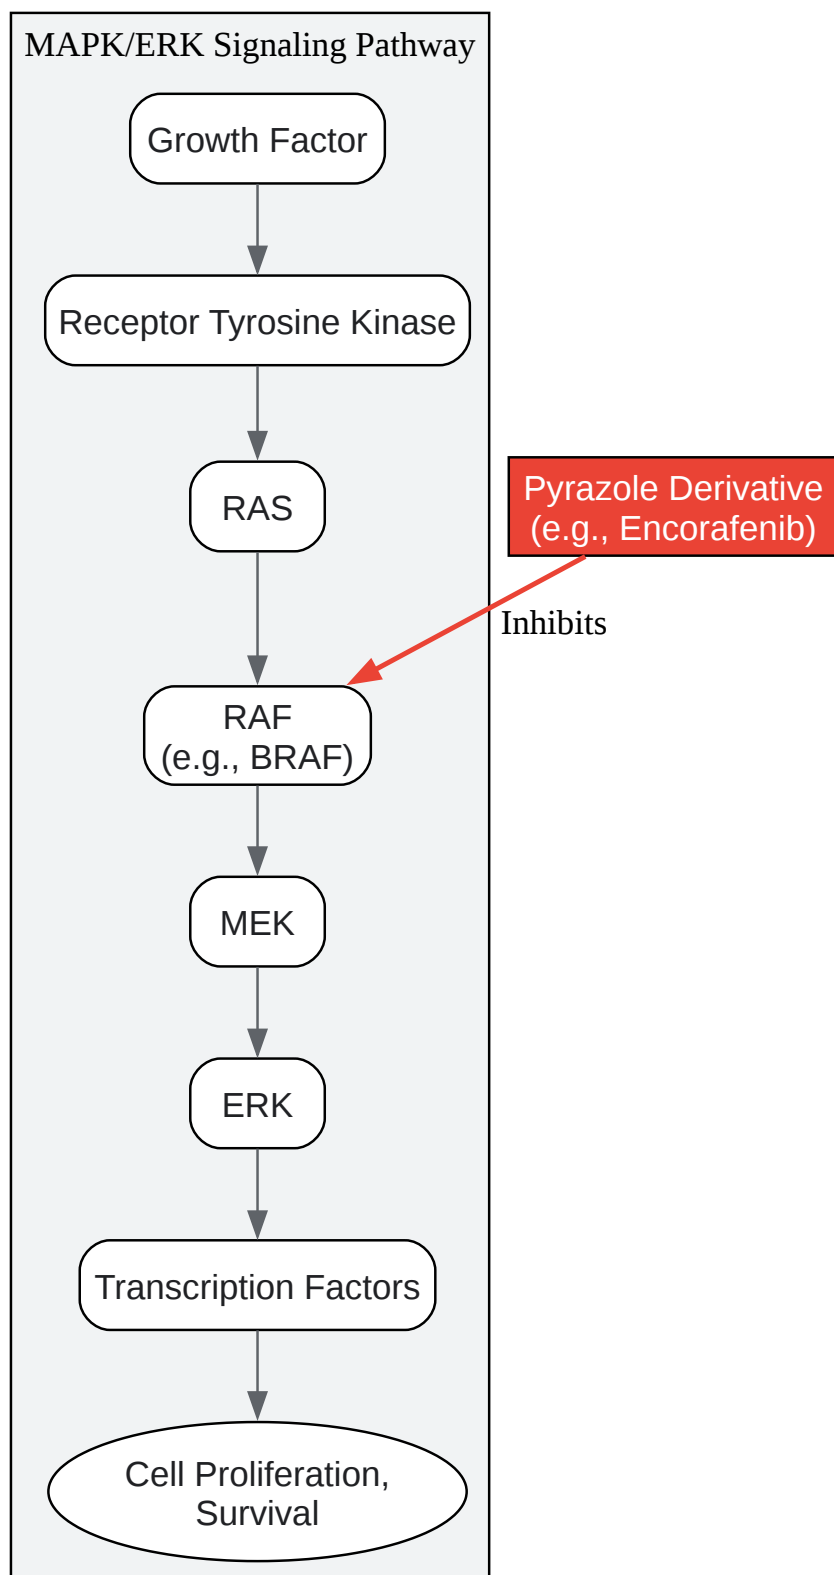 MAPK/ERK Signaling Pathway
Growth Factor
Receptor Tyrosine Kinase
RAS
Pyrazole Derivative
(e.g., Encorafenib)
Inhibits
RAF
(e.g., BRAF)
MEK
ERK
Transcription Factors
Cell Proliferation,
Survival